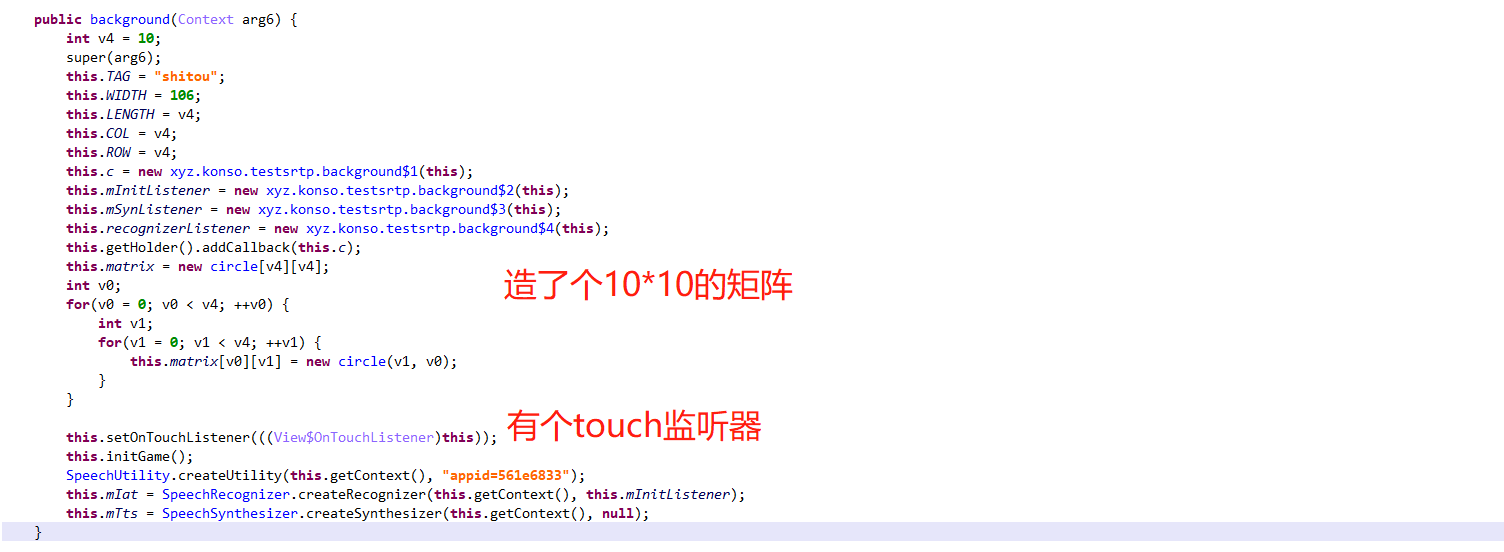 public background(Context arg6) {
int v4 = 10;
super(arg6);
this.TAG = "shitou";
this.WIDTH = 106;
this.LENGTH = v4;
this.COL = v4;
this.ROW = v4;
this.c = new xyz.konso.testsrtp.background$1(this);
this.mInitListener = new xyz.konso.testsrtp.background$2(this);
this.mSynListener = new xyz.konso.testsrtp.background$3(this);
this.recognizerListener = new xyz.konso.testsrtp.background$4(this);
this.getHolder().addCallback(this.c);
this.matrix = new circle[v4][v4];
造了个10*10的矩阵
int v0;
for(v0 = 0; v0 < v4; ++v0) {
int v1;
for(v1 = 0; v1 < v4; ++v1) {
this.matrix[v0][v1] = new circle(v1, v0);
}
}
this.setOnTouchListener(((View$OnTouchListener)this));
有个touch监听器
this.initGame();
SpeechUtility.createUtility(this.getContext(), "appid=561e6833");
this.mIat = SpeechRecognizer.createRecognizer(this.getContext(), this.mInitListener);
this.mTts = SpeechSynthesizer.createSynthesizer(this.getContext(), null);
}